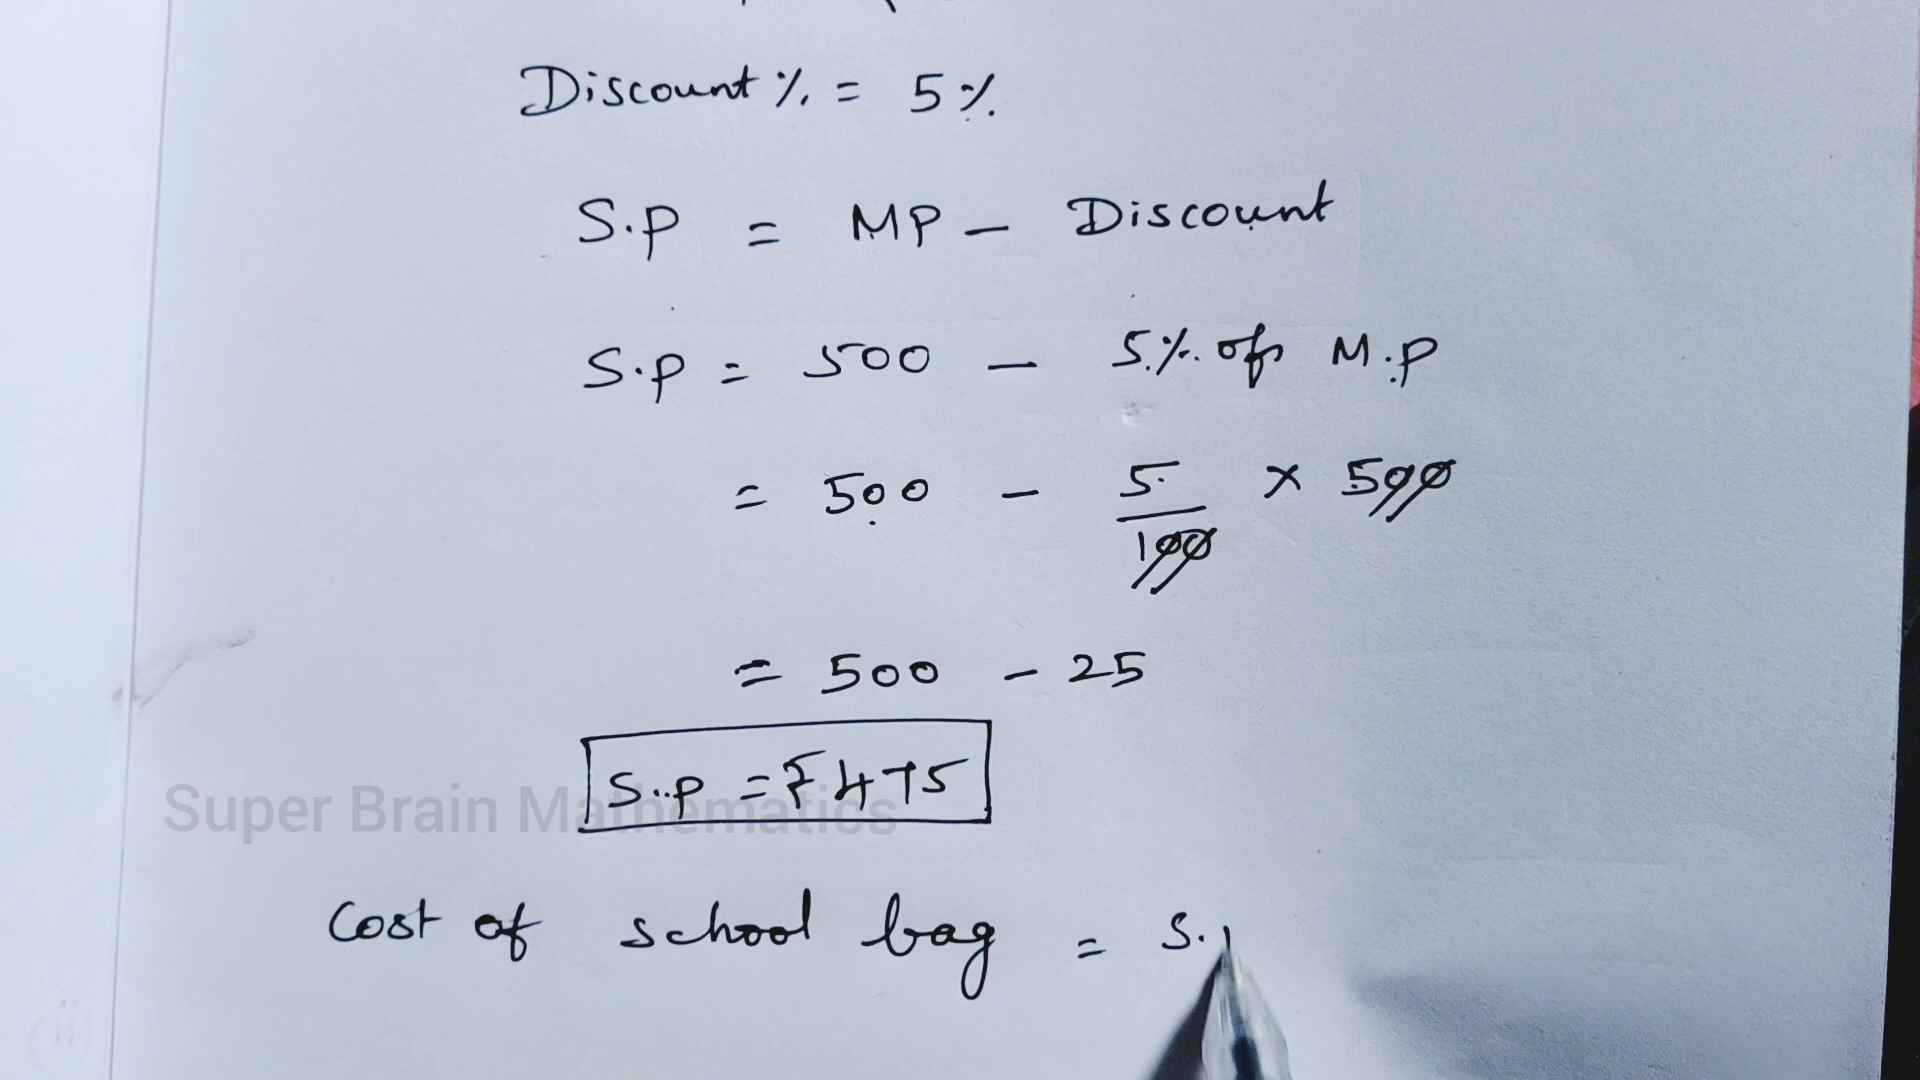 Discount % = 5%
S.P = MP - Discount
S.P = 500 - 5% of M.P
= 500 - 5/100 × 500
= 500 - 25
S.P = ₹475
Super Brain Mathematics
Cost of school bag = S.